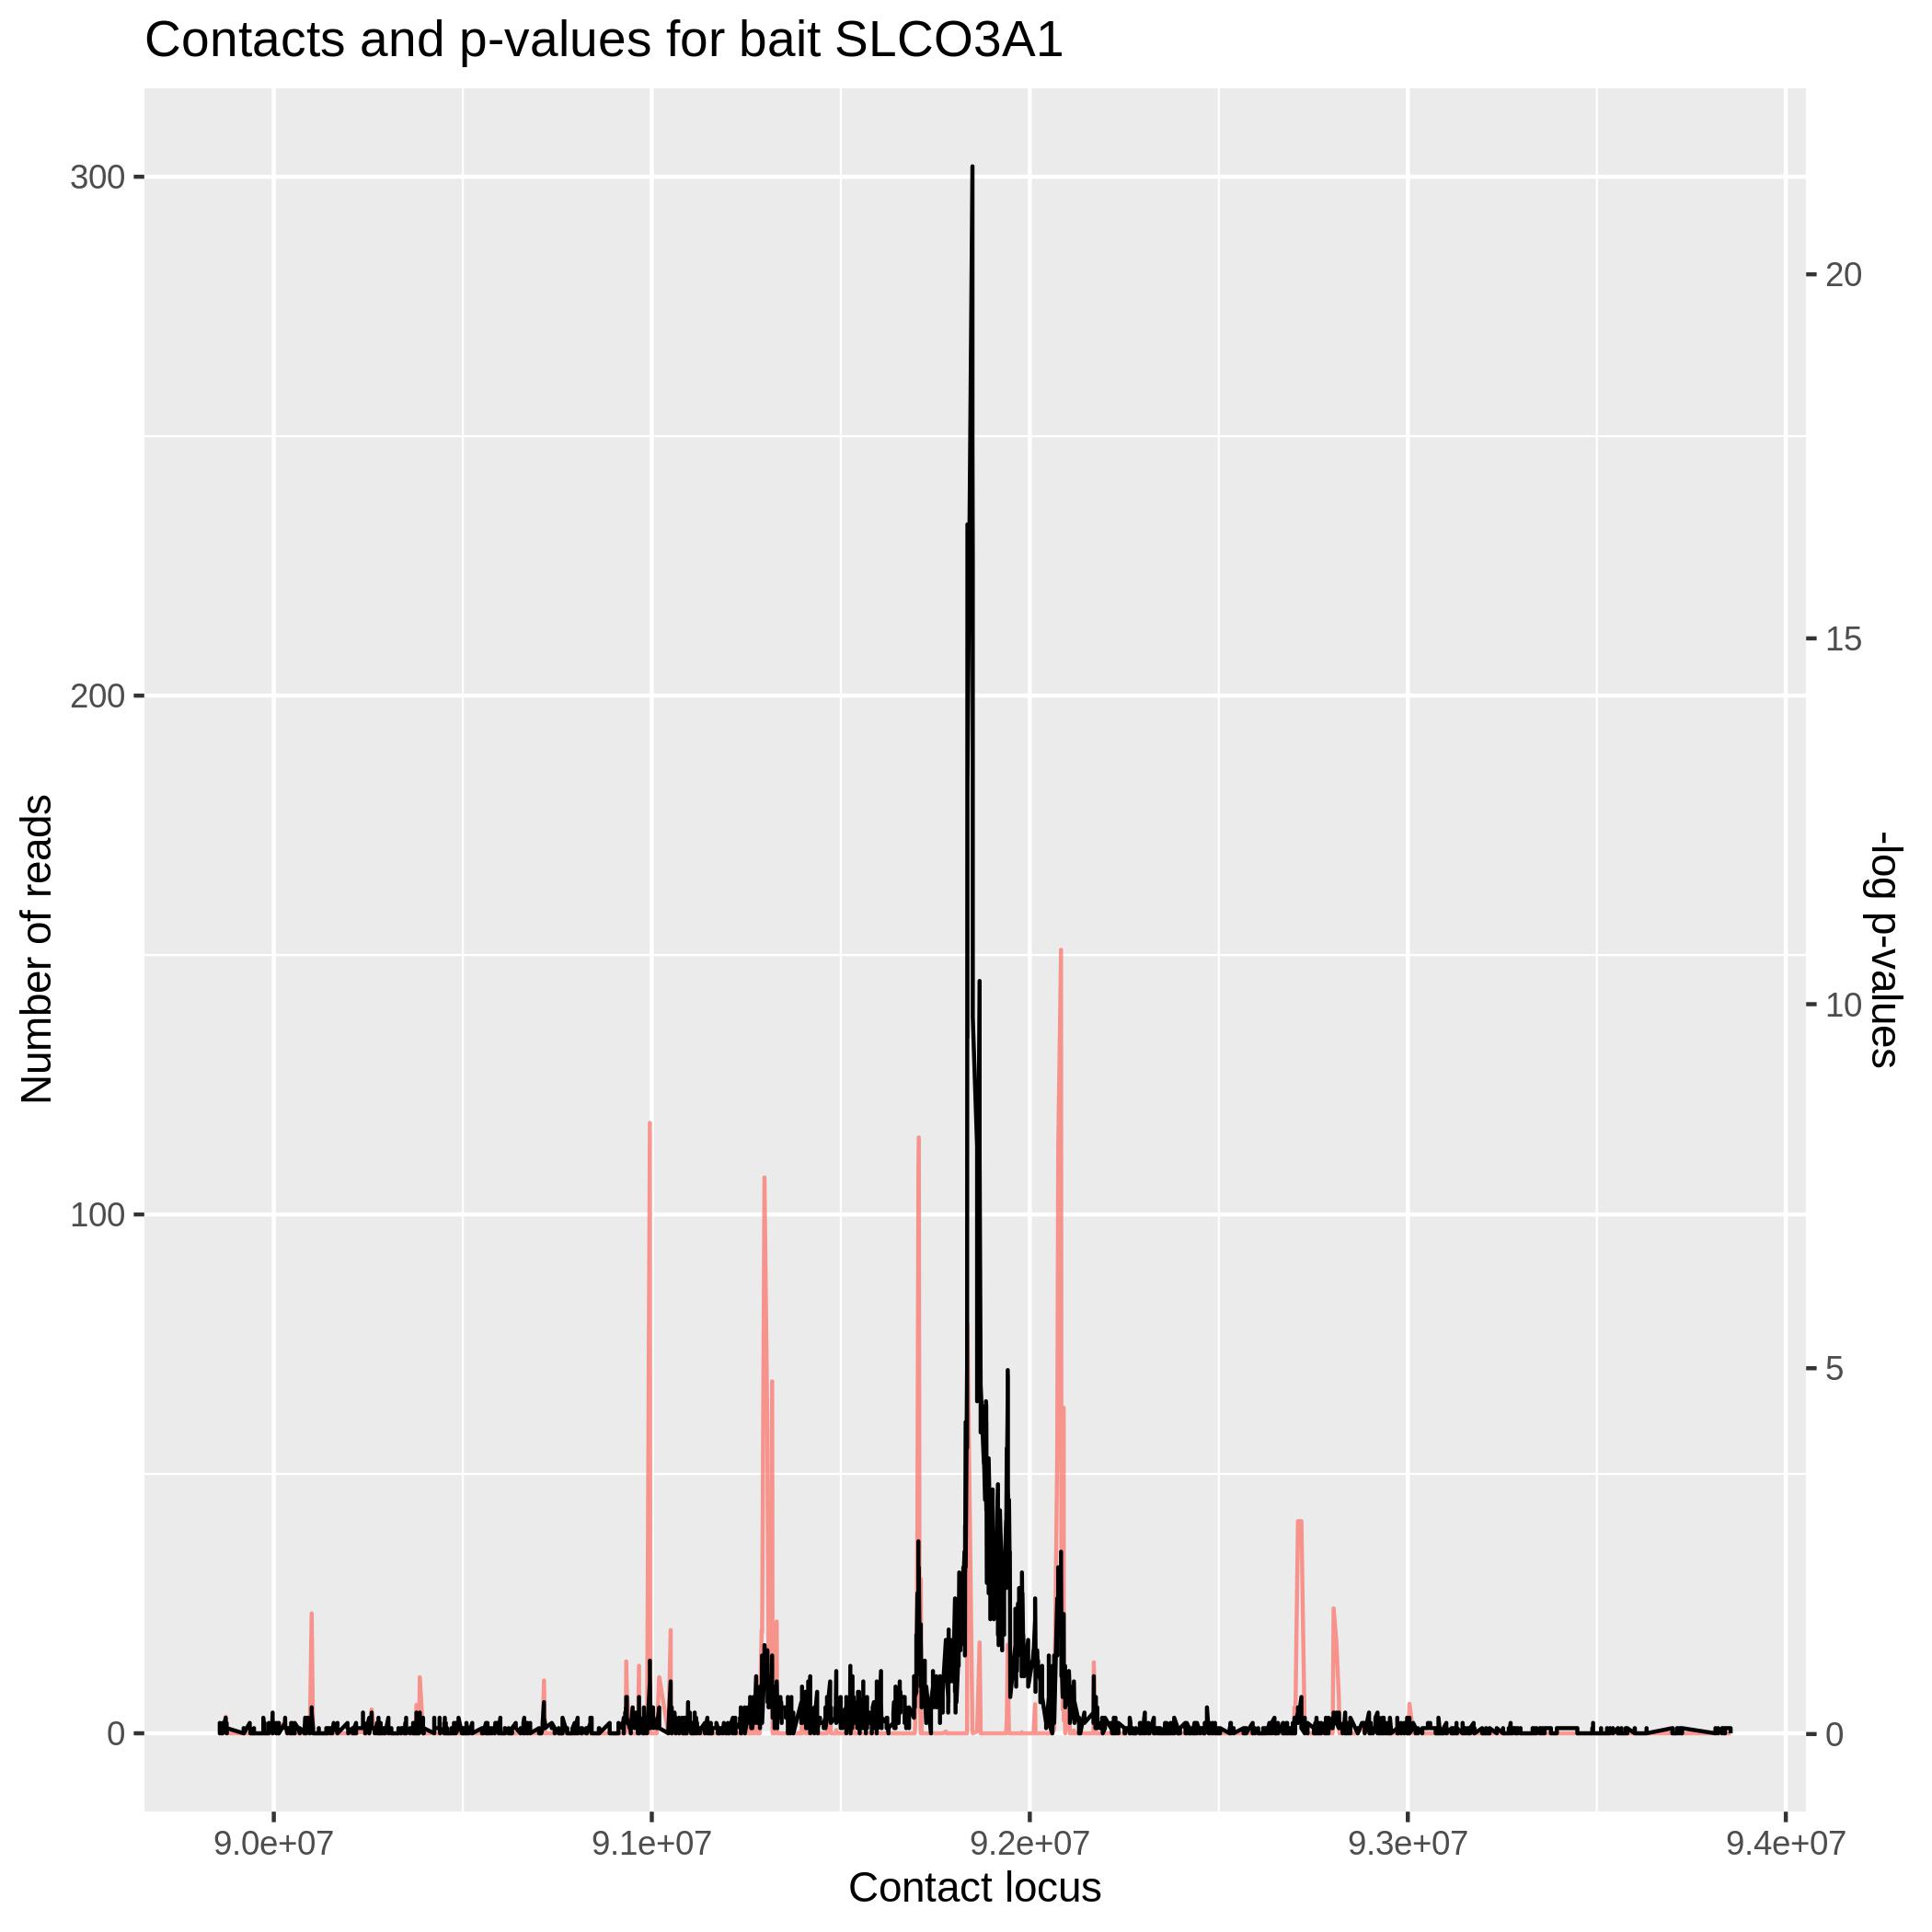 Contacts and p-values for bait SLCO3A1
Number of reads
300
200
100
0
-log p-values
20
15
10
5
0
9.0e+07
9.1e+07
9.2e+07
9.3e+07
9.4e+07
Contact locus